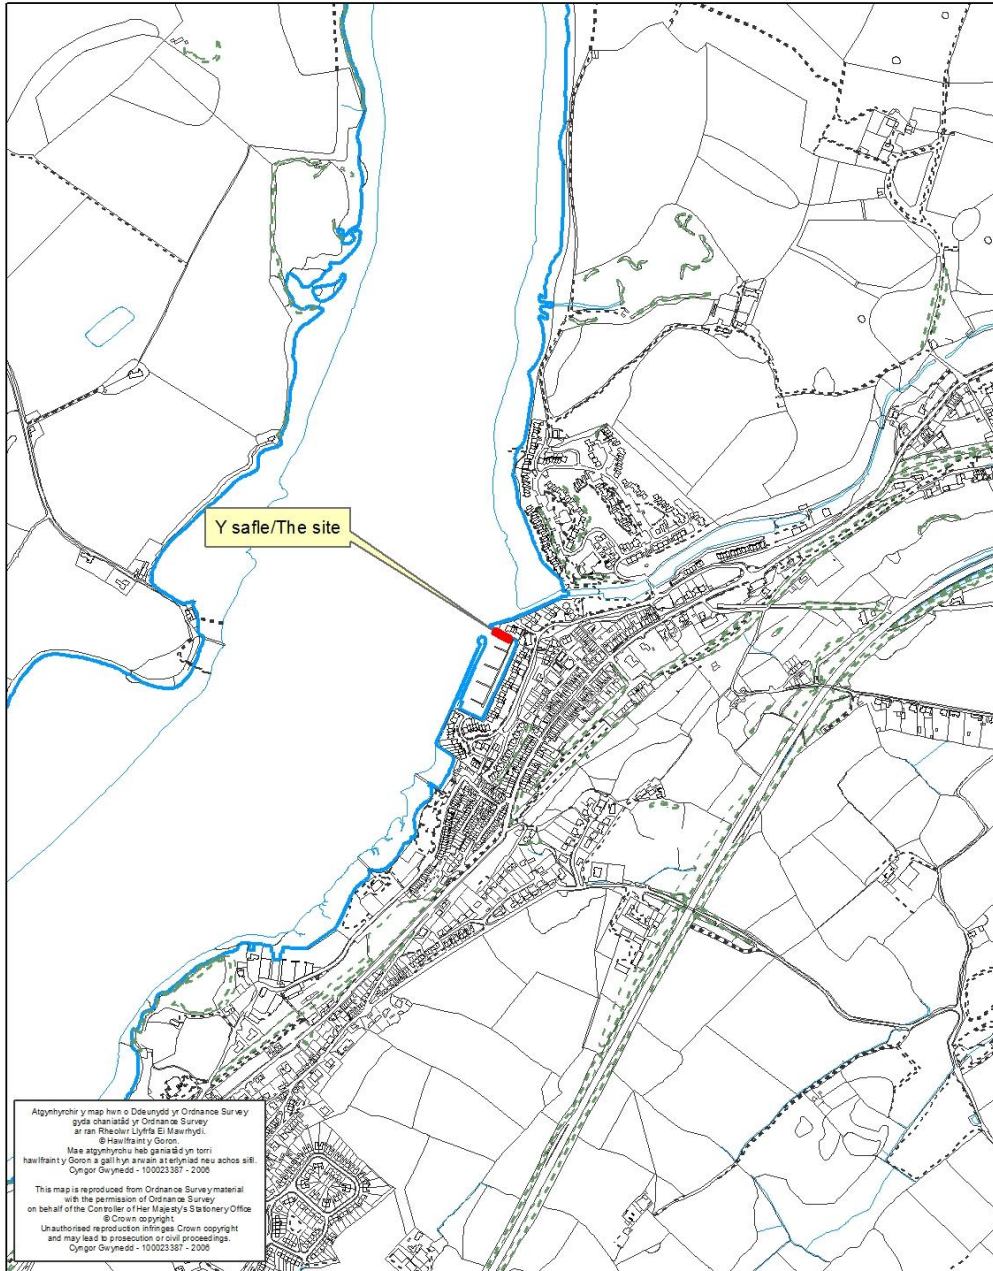 Y safle/The site
Atgynhyrchir y map hwn o Ddeunydd yr Ordnance Survey
gyda chaniatâd yr Ordnance Survey
ar ran Rheolwr Llyfrfa Ei Mawrhydi.
© Hawlfraint y Goron.
Mae atgynhyrchu heb ganiatâd yn torri
hawlfraint y Goron a gall hyn arwain at erlyniad neu achos sifil.
Cyngor Gwynedd - 100023387 - 2006
This map is reproduced from Ordnance Survey material
with the permission of Ordnance Survey
on behalf of the Controller of Her Majesty's Stationery Office
© Crown copyright.
Unauthorised reproduction infringes Crown copyright
and may lead to prosecution or civil proceedings.
Cyngor Gwynedd - 100023387 - 2006